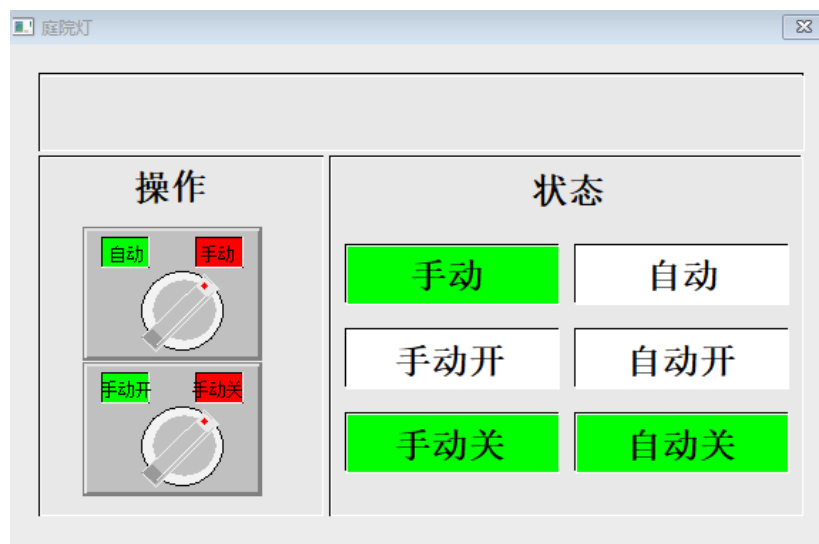 庭院灯
操作
自动 手动
手动开 手动关
状态
手动 自动
手动开 自动开
手动关 自动关